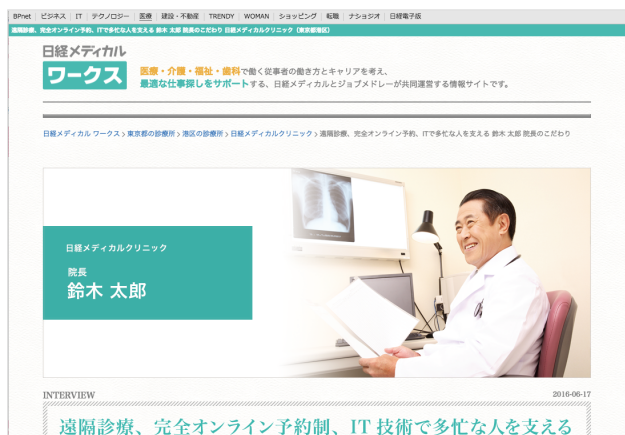 BPnet | ビジネス | IT | テクノロジー | 医療 | 建設・不動産 | TRENDY | WOMAN | ショッピング | 転職 | ナショジオ | 日経電子版
遠隔診療、完全オンライン予約、ITで多忙な人を支える 鈴木 太郎 院長のこだわり 日経メディカルクリニック（東京都港区）
日経メディカル
ワークス
医療・介護・福祉・歯科で働く従事者の働き方とキャリアを考え、
最適な仕事探しをサポートする、日経メディカルとジョブメドレーが共同運営する情報サイトです。
日経メディカル ワークス > 東京都の診療所 > 港区の診療所 > 日経メディカルクリニック > 遠隔診療、完全オンライン予約、ITで多忙な人を支える 鈴木 太郎 院長のこだわり
日経メディカルクリニック
院長
鈴木 太郎
INTERVIEW
2016-06-17
遠隔診療、完全オンライン予約制、IT 技術で多忙な人を支える